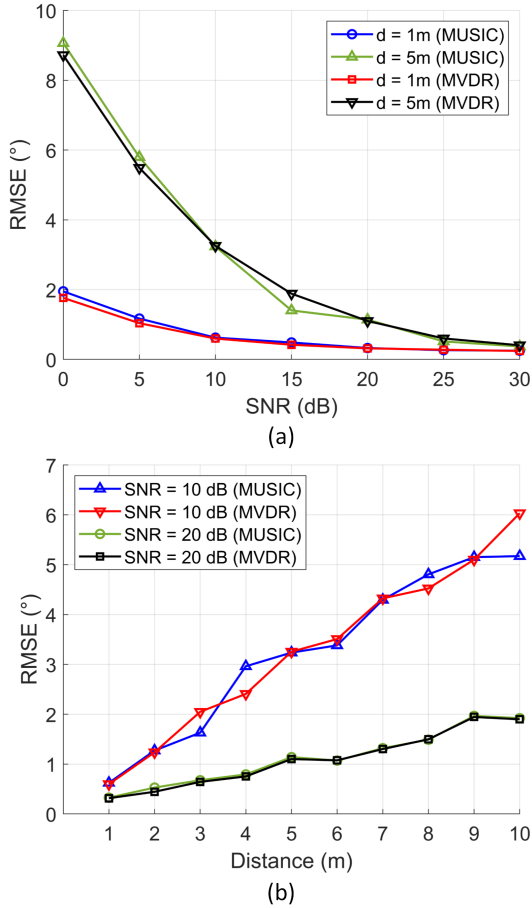 10
8
6
4
2
0
RMSE (°)
d = 1m (MUSIC)
d = 5m (MUSIC)
d = 1m (MVDR)
d = 5m (MVDR)
0 5 10 15 20 25 30
SNR (dB)
(a)
7
6
5
4
3
2
1
0
RMSE (°)
SNR = 10 dB (MUSIC)
SNR = 10 dB (MVDR)
SNR = 20 dB (MUSIC)
SNR = 20 dB (MVDR)
1 2 3 4 5 6 7 8 9 10
Distance (m)
(b)